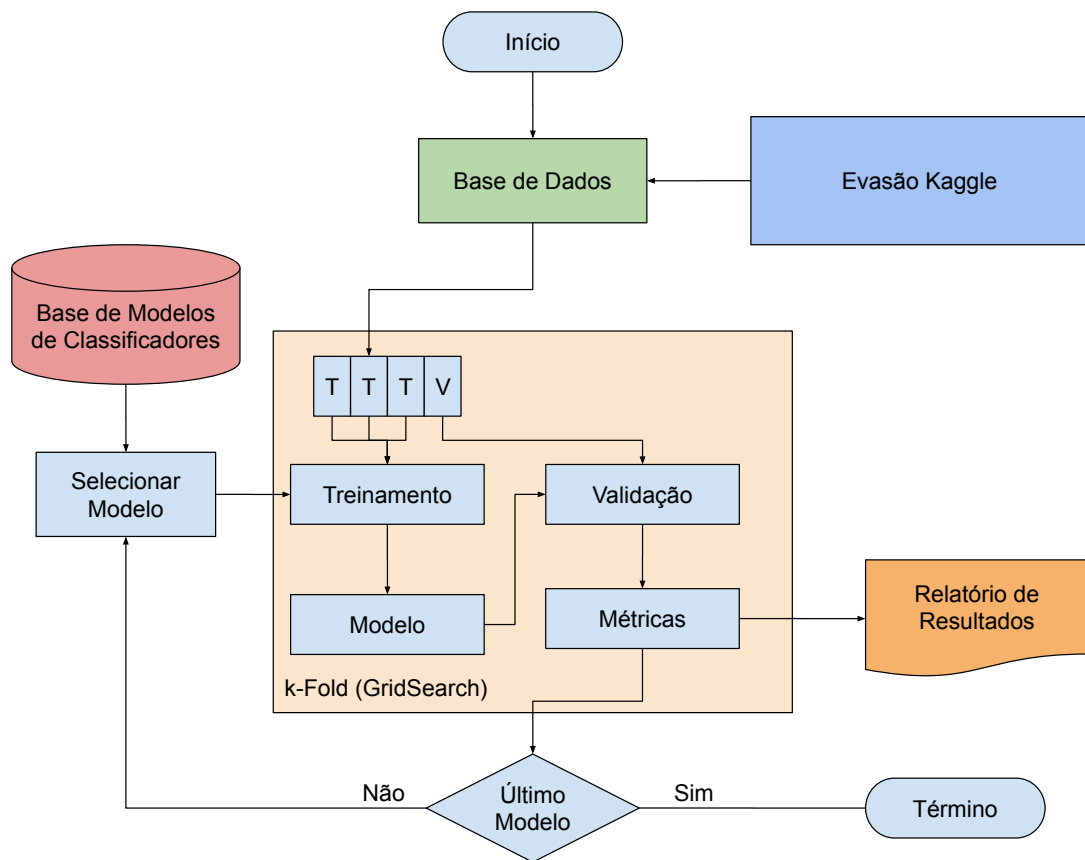 Início
Base de Dados
Evasão Kaggle
Base de Modelos
de Classificadores
T T T V
Selecionar
Modelo
Treinamento
Validação
Modelo
Métricas
Relatório de
Resultados
k-Fold (GridSearch)
Não
Último
Modelo
Sim
Término